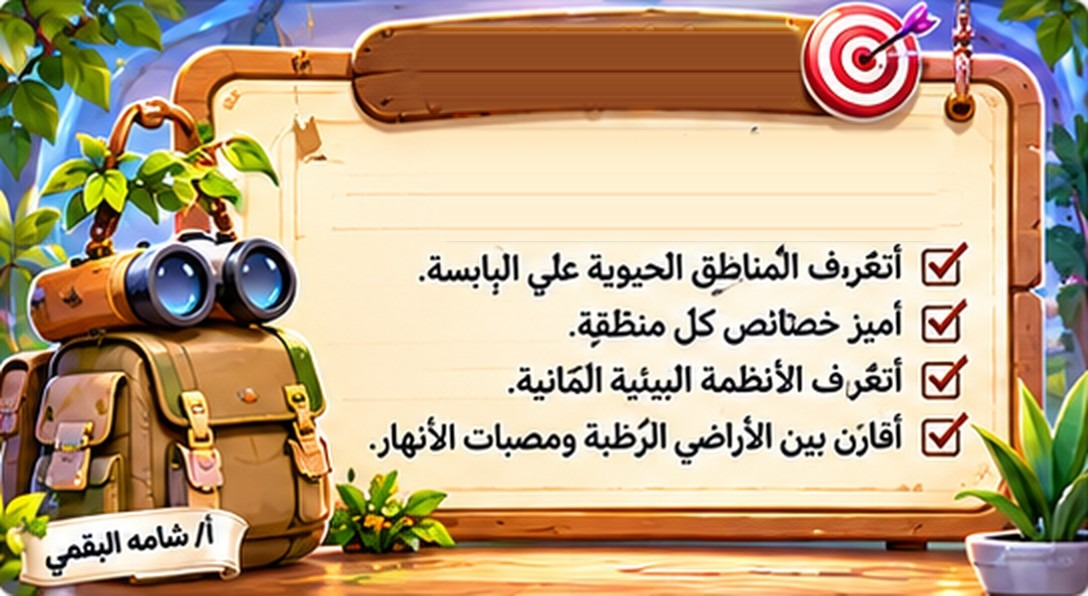 أتعرف المناطق الحيوية علي اليابسة.
أميز خصائص كل منطقة.
أتعرف الأنظمة البيئية المائية.
أقارن بين الأراضي الرطبة ومصبات الأنهار.
أ/ شامه البقمي